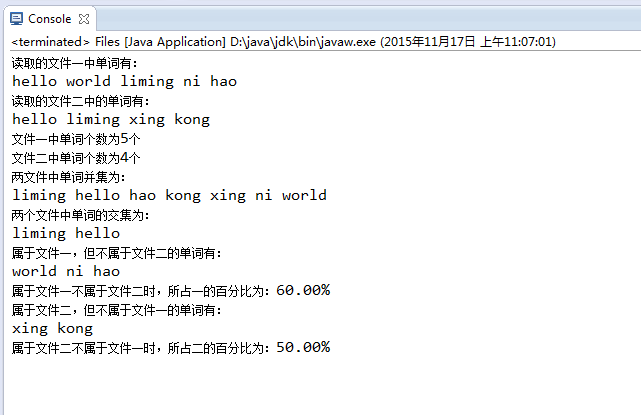 Console
<terminated> Files [Java Application] D:\java\jdk\bin\javaw.exe (2015年11月17日 上午11:07:01)
读取的文件一中单词有：
hello world liming ni hao
读取的文件二中的单词有：
hello liming xing kong
文件一中单词个数为5个
文件二中单词个数为4个
两文件中单词并集为：
liming hello hao kong xing ni world
两个文件中单词的交集为：
liming hello
属于文件一，但不属于文件二的单词有：
world ni hao
属于文件一不属于文件二时，所占一的百分比为：60.00%
属于文件二，但不属于文件一的单词有：
xing kong
属于文件二不属于文件一时，所占二的百分比为：50.00%